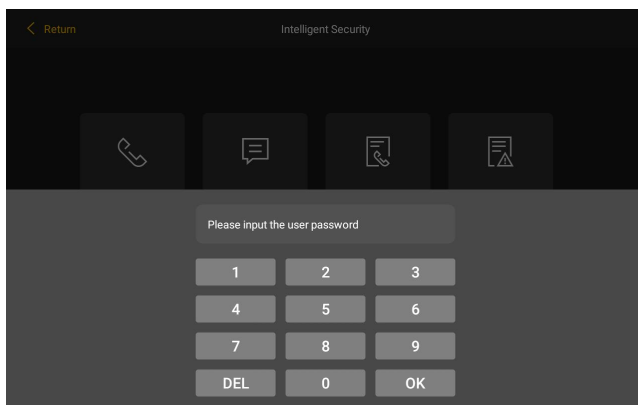 Return
Intelligent Security
Please input the user password
1 2 3
4 5 6
7 8 9
DEL 0 OK